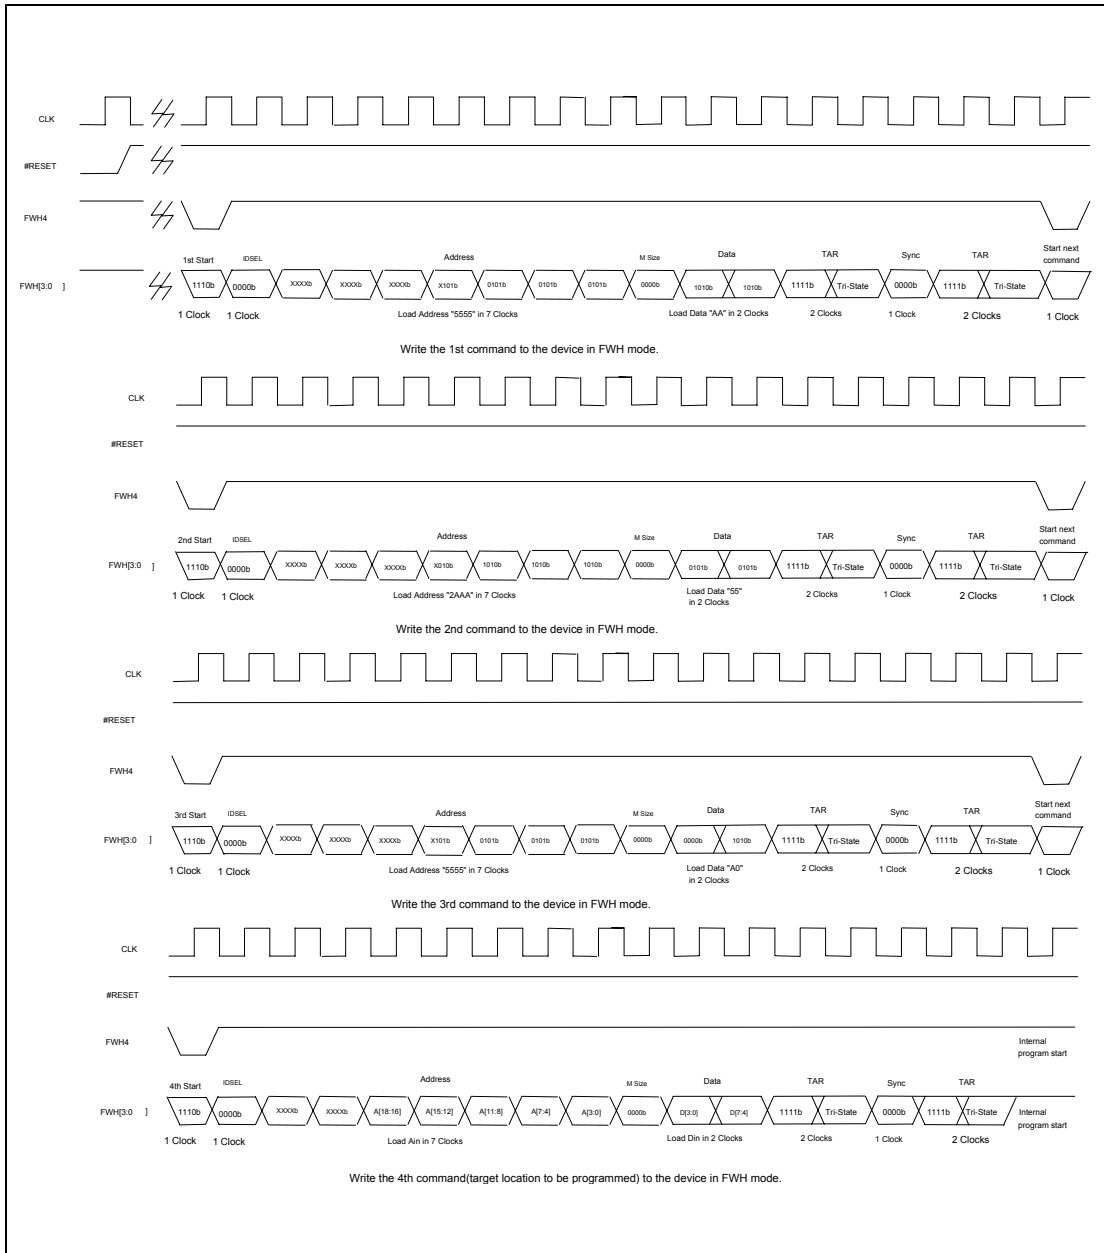 CLK
#RESET
FWH4
1st Start IDSEL Address M Size Data TAR Sync TAR Start next
command
FWH[3:0 ] 1110b 0000b XXXXb XXXXb XXXXb X101b 0101b 0101b 0101b 0000b 1010b 1010b 1111b Tri-State 0000b 1111b Tri-State
1 Clock 1 Clock Load Address "5555" in 7 Clocks Load Data "AA" in 2 Clocks 2 Clocks 1 Clock 2 Clocks 1 Clock
Write the 1st command to the device in FWH mode.
CLK
#RESET
FWH4
2nd Start IDSEL Address M Size Data TAR Sync TAR Start next
command
FWH[3:0 ] 1110b 0000b XXXXb XXXXb XXXXb X010b 1010b 1010b 1010b 0000b 0101b 0101b 1111b Tri-State 0000b 1111b Tri-State
1 Clock 1 Clock Load Address "2AAA" in 7 Clocks Load Data "55"
in 2 Clocks 2 Clocks 1 Clock 2 Clocks 1 Clock
Write the 2nd command to the device in FWH mode.
CLK
#RESET
FWH4
3rd Start IDSEL Address M Size Data TAR Sync TAR Start next
command
FWH[3:0 ] 1110b 0000b XXXXb XXXXb XXXXb X101b 0101b 0101b 0101b 0000b 0000b 1010b 1111b Tri-State 0000b 1111b Tri-State
1 Clock 1 Clock Load Address "5555" in 7 Clocks Load Data "A0"
in 2 Clocks 2 Clocks 1 Clock 2 Clocks 1 Clock
Write the 3rd command to the device in FWH mode.
CLK
#RESET
FWH4 Internal
program start
4th Start IDSEL Address M Size Data TAR Sync TAR
FWH[3:0 ] 1110b 0000b XXXXb XXXXb A[18:16] A[15:12] A[11:8] A[7:4] A[3:0] 0000b D[3:0] D[7:4] 1111b Tri-State 0000b 1111b Tri-State Internal
program start
1 Clock 1 Clock Load Ain in 7 Clocks Load Din in 2 Clocks 2 Clocks 1 Clock 2 Clocks
Write the 4th command(target location to be programmed) to the device in FWH mode.